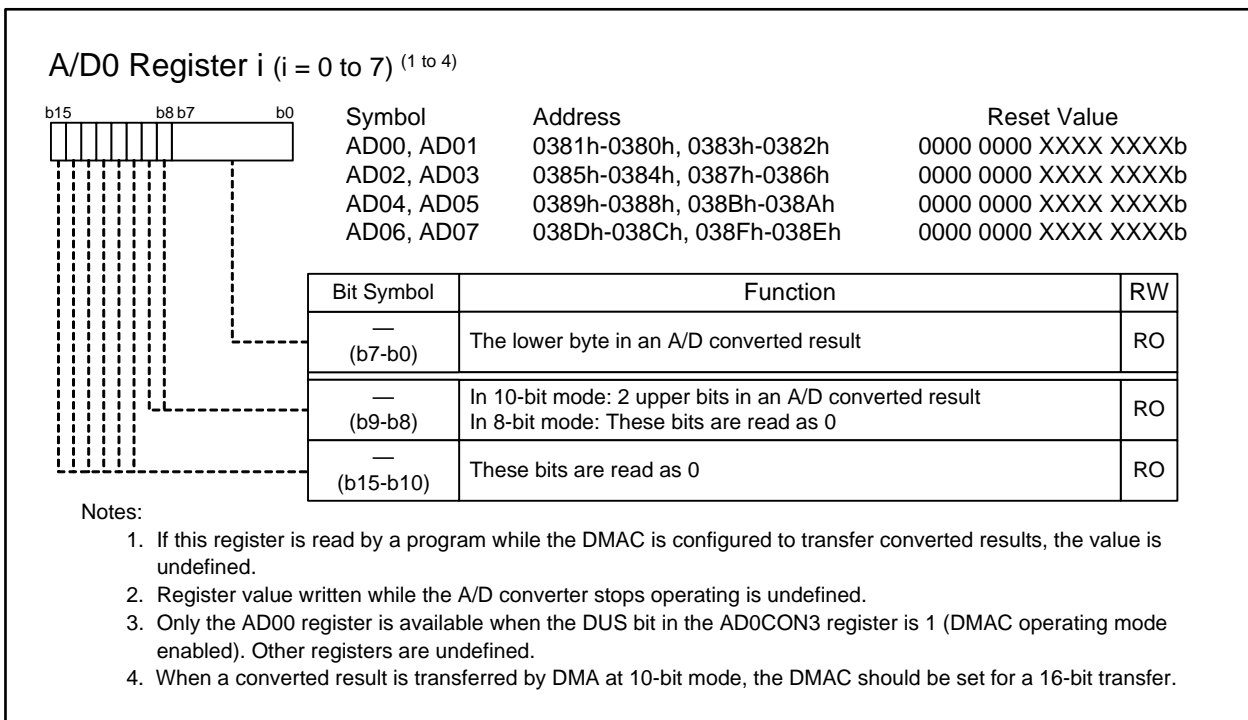 A/D0 Register i (i = 0 to 7) (1 to 4)
b15 b8 b7 b0
Symbol Address Reset Value
AD00, AD01 0381h-0380h, 0383h-0382h 0000 0000 XXXX XXXXb
AD02, AD03 0385h-0384h, 0387h-0386h 0000 0000 XXXX XXXXb
AD04, AD05 0389h-0388h, 038Bh-038Ah 0000 0000 XXXX XXXXb
AD06, AD07 038Dh-038Ch, 038Fh-038Eh 0000 0000 XXXX XXXXb
Bit Symbol Function RW
—
(b7-b0) The lower byte in an A/D converted result RO
—
(b9-b8) In 10-bit mode: 2 upper bits in an A/D converted result
In 8-bit mode: These bits are read as 0 RO
—
(b15-b10) These bits are read as 0 RO
Notes:
1. If this register is read by a program while the DMAC is configured to transfer converted results, the value is
undefined.
2. Register value written while the A/D converter stops operating is undefined.
3. Only the AD00 register is available when the DUS bit in the AD0CON3 register is 1 (DMAC operating mode
enabled). Other registers are undefined.
4. When a converted result is transferred by DMA at 10-bit mode, the DMAC should be set for a 16-bit transfer.